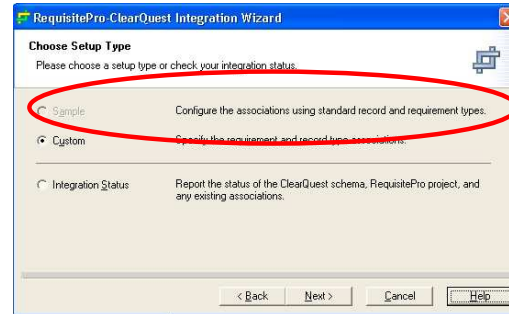 RequisitePro-ClearQuest Integration Wizard
Choose Setup Type
Please choose a setup type or check your integration status.
Sample Configure the associations using standard record and requirement types.
Custom Specify the requirement and record type associations.
Integration Status Report the status of the ClearQuest schema, RequisitePro project, and
any existing associations.
< Back Next > Cancel Help